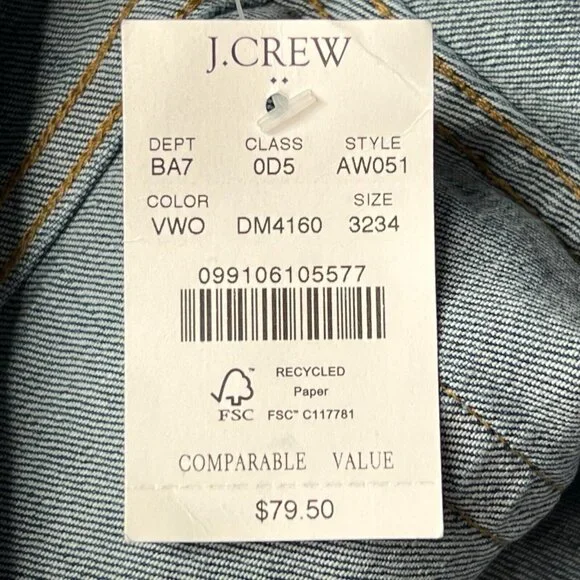 J.CREW
DEPT CLASS STYLE
BA7 0D5 AW051
COLOR SIZE
VWO DM4160 3234
099106105577
RECYCLED
Paper
FSC™ C117781
™
FSC
COMPARABLE VALUE
$79.50